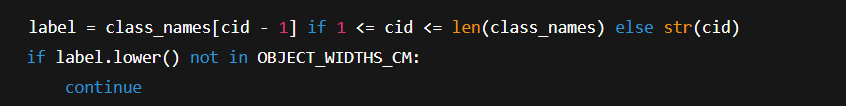 label = class_names[cid - 1] if 1 <= cid <= len(class_names) else str(cid)
if label.lower() not in OBJECT_WIDTHS_CM:
    continue